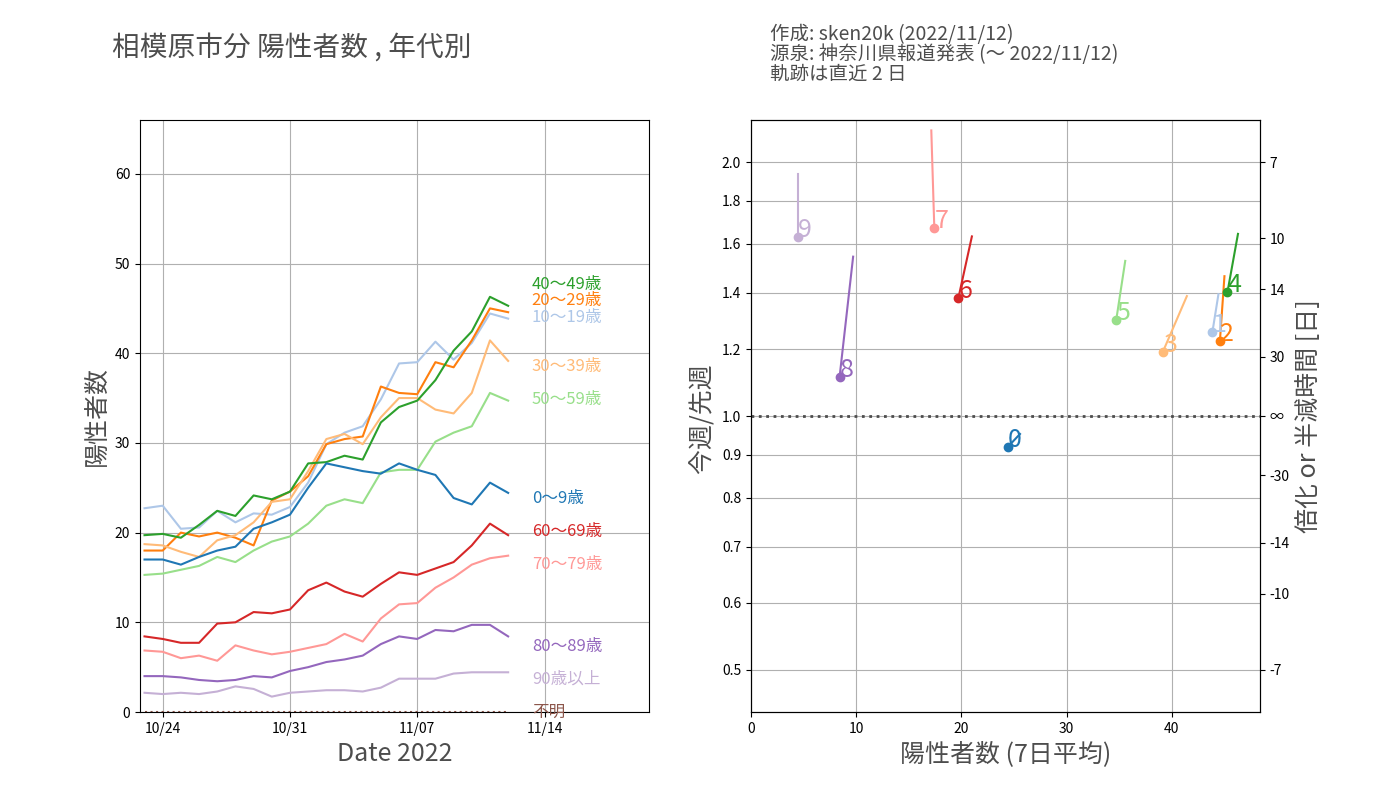 相模原市分 陽性者数 , 年代別
作成: sken20k (2022/11/12)
源泉: 神奈川県報道発表 (〜 2022/11/12)
軌跡は直近 2 日
陽性者数
60
50
40
30
20
10
0
10/24
10/31
11/07
11/14
Date 2022
40〜49歳
20〜29歳
10〜19歳
30〜39歳
50〜59歳
0〜9歳
60〜69歳
70〜79歳
80〜89歳
90歳以上
不明
今週/先週
2.0
1.8
1.6
1.4
1.2
1.0
0.9
0.8
0.7
0.6
0.5
9
7
6
8
5
4
3
1
2
0
0
10
20
30
40
陽性者数 (7日平均)
7
10
14
30
∞
-30
-14
-10
-7
倍化 or 半減時間 [日]